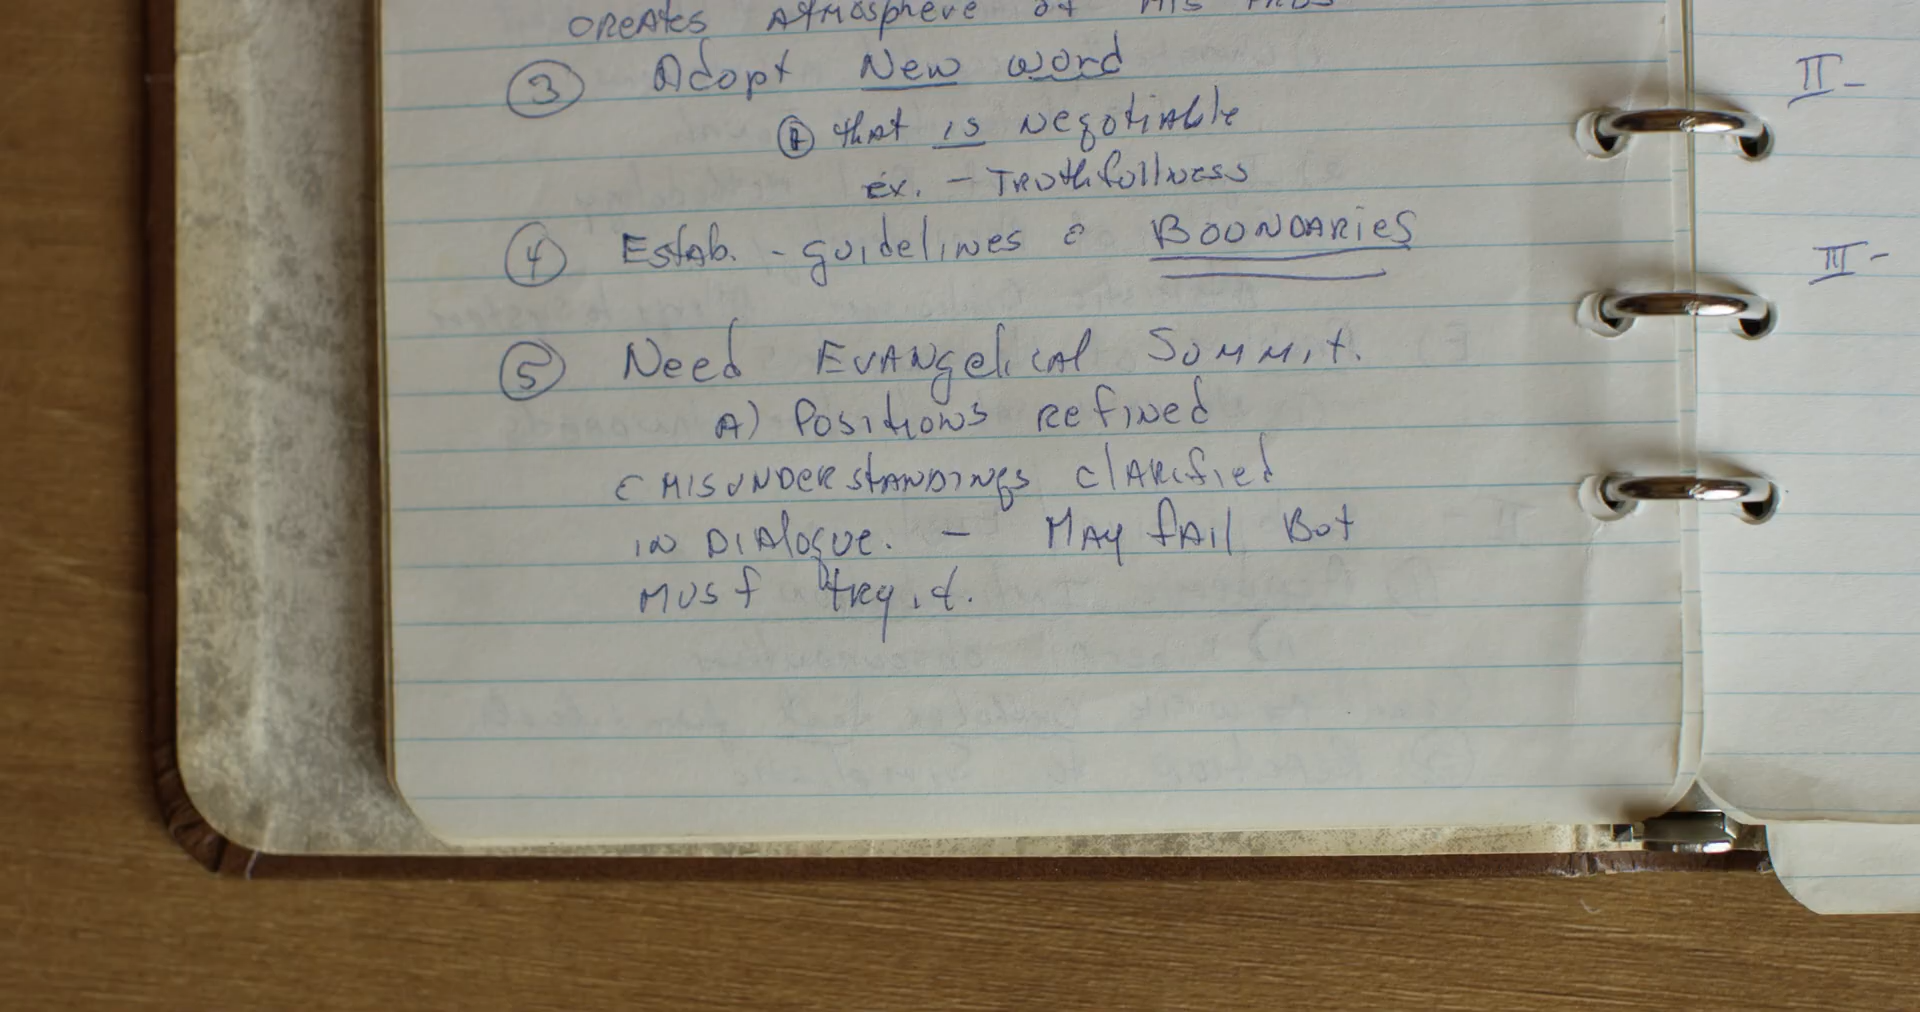 creates Atmosphere of
③ Adopt New word
Ⓐ that is Negotiable
ex. - Truthfullness
④ Estab. - guidelines & BOUNDARIES
⑤ Need Evangelical Summit.
A) Positions Refined
& MISUNDERSTANDINGS clarified
IN DIAlogue. - MAy fAil But
MUST try it.
II-
III-